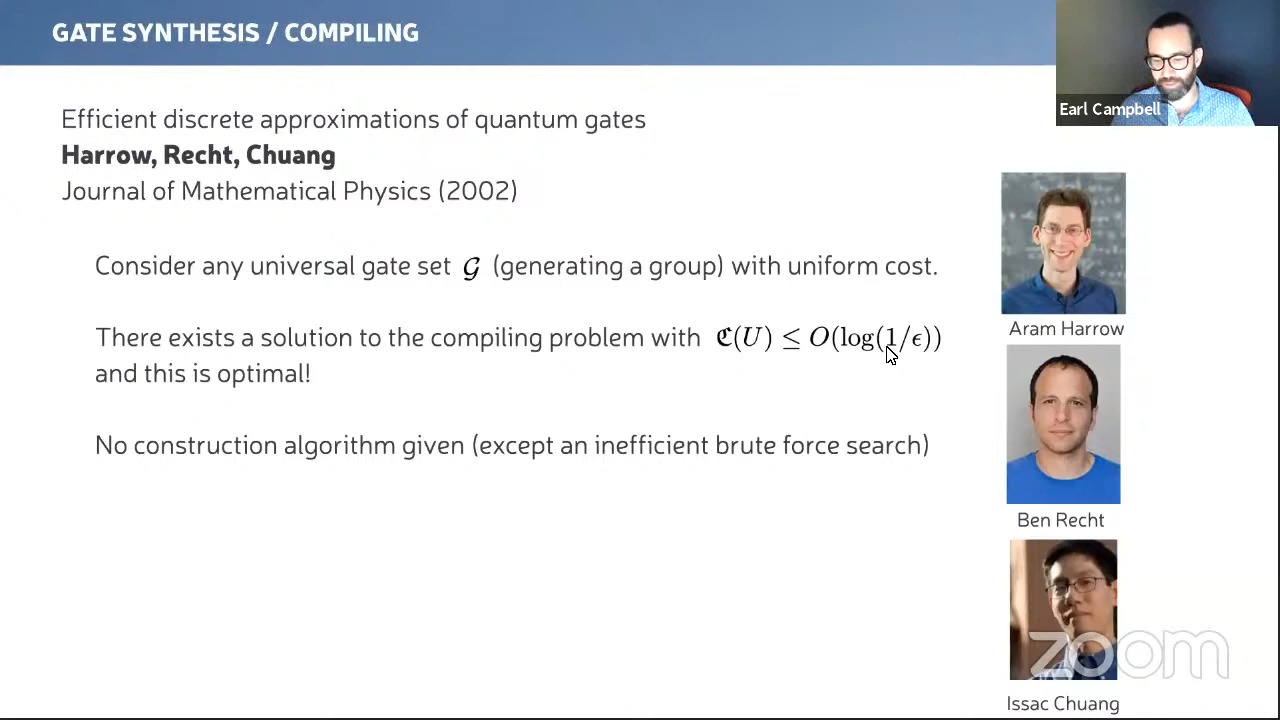 GATE SYNTHESIS / COMPILING
Earl Campbell
Efficient discrete approximations of quantum gates
Harrow, Recht, Chuang
Journal of Mathematical Physics (2002)
Consider any universal gate set 𝒢 (generating a group) with uniform cost.
There exists a solution to the compiling problem with ℭ(U) ≤ O(log(1/ϵ))
and this is optimal!
No construction algorithm given (except an inefficient brute force search)
Aram Harrow
Ben Recht
zoom
Issac Chuang